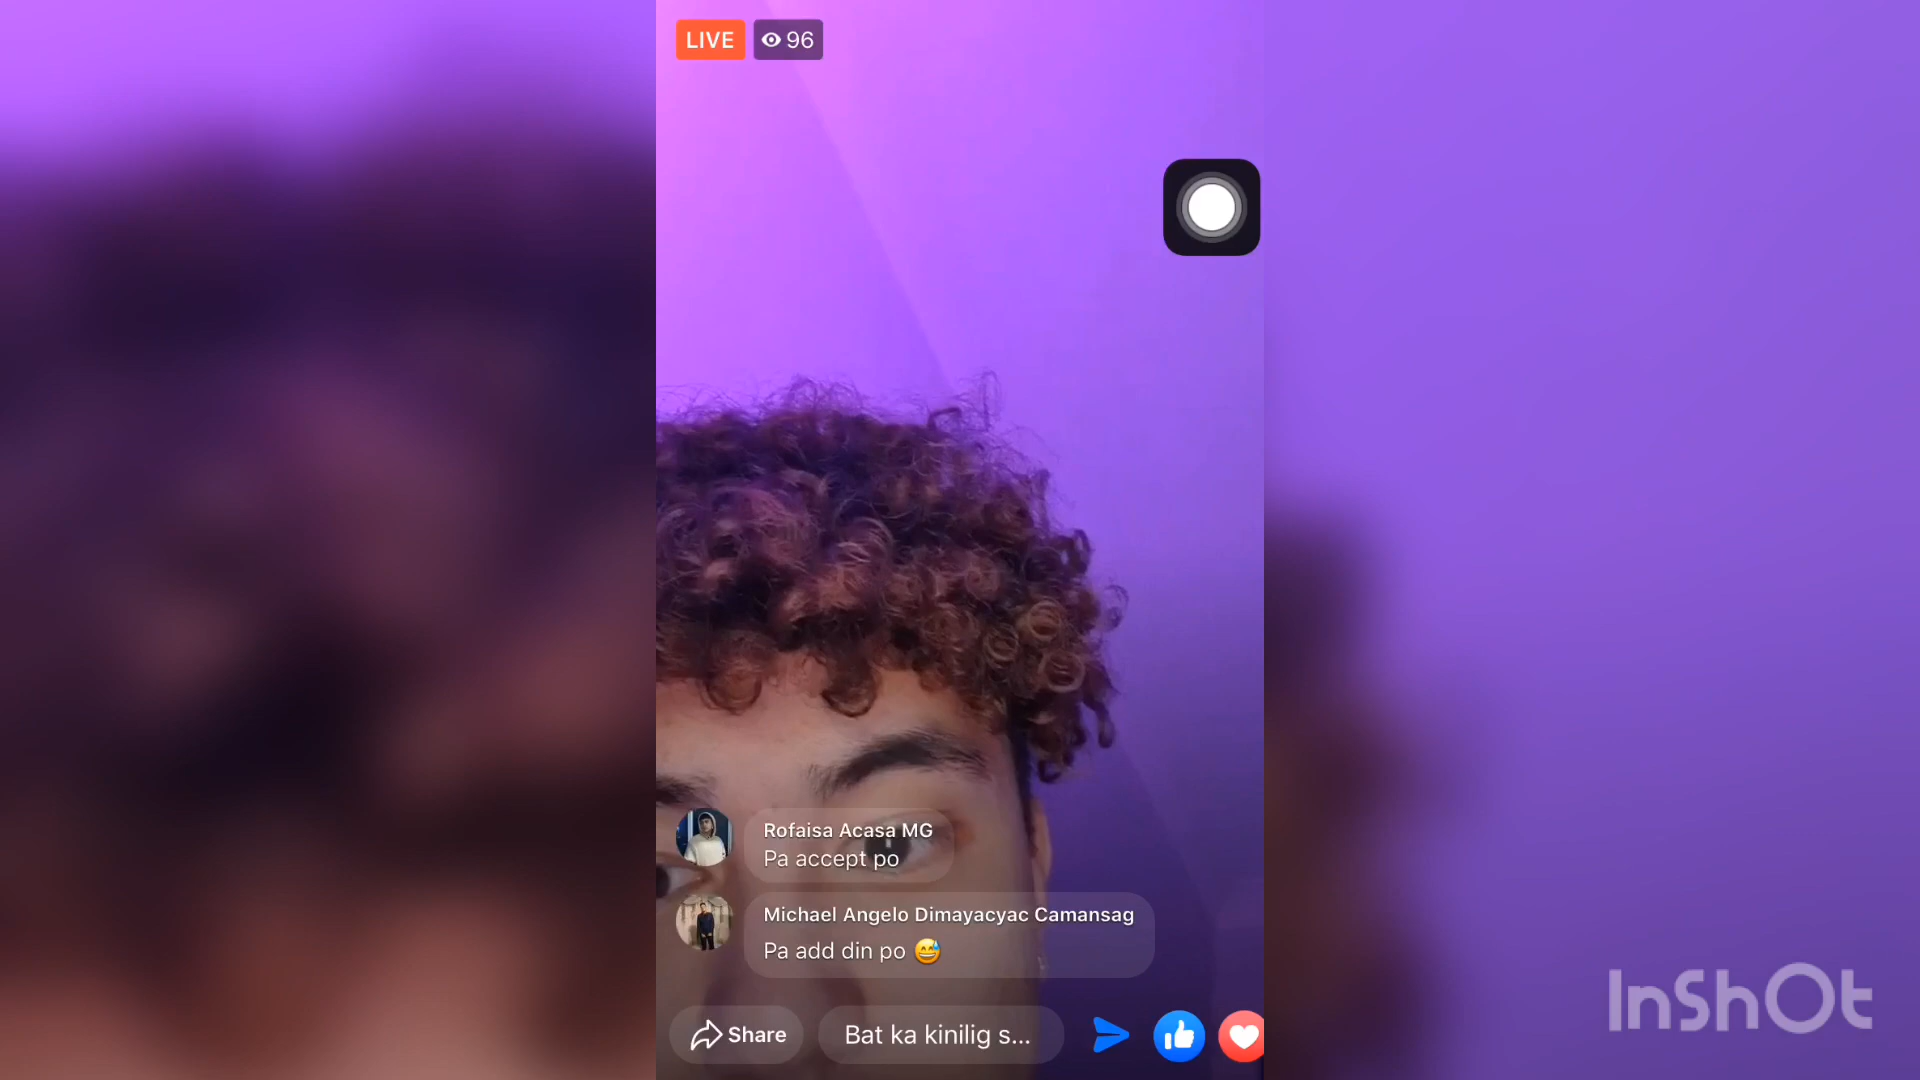 LIVE
96
Rofaisa Acasa MG
Pa accept po
Michael Angelo Dimayacyac Camansag
Pa add din po 😅
Share
Bat ka kinilig s...
InShOt